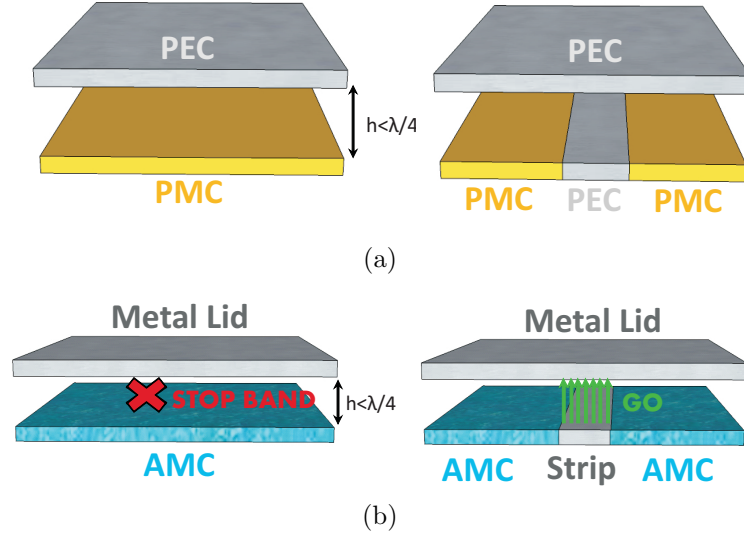 PEC
PEC
h<λ/4
PMC
PMC PEC PMC
(a)
Metal Lid
Metal Lid
STOP BAND
h<λ/4
GO
AMC
AMC Strip AMC
(b)